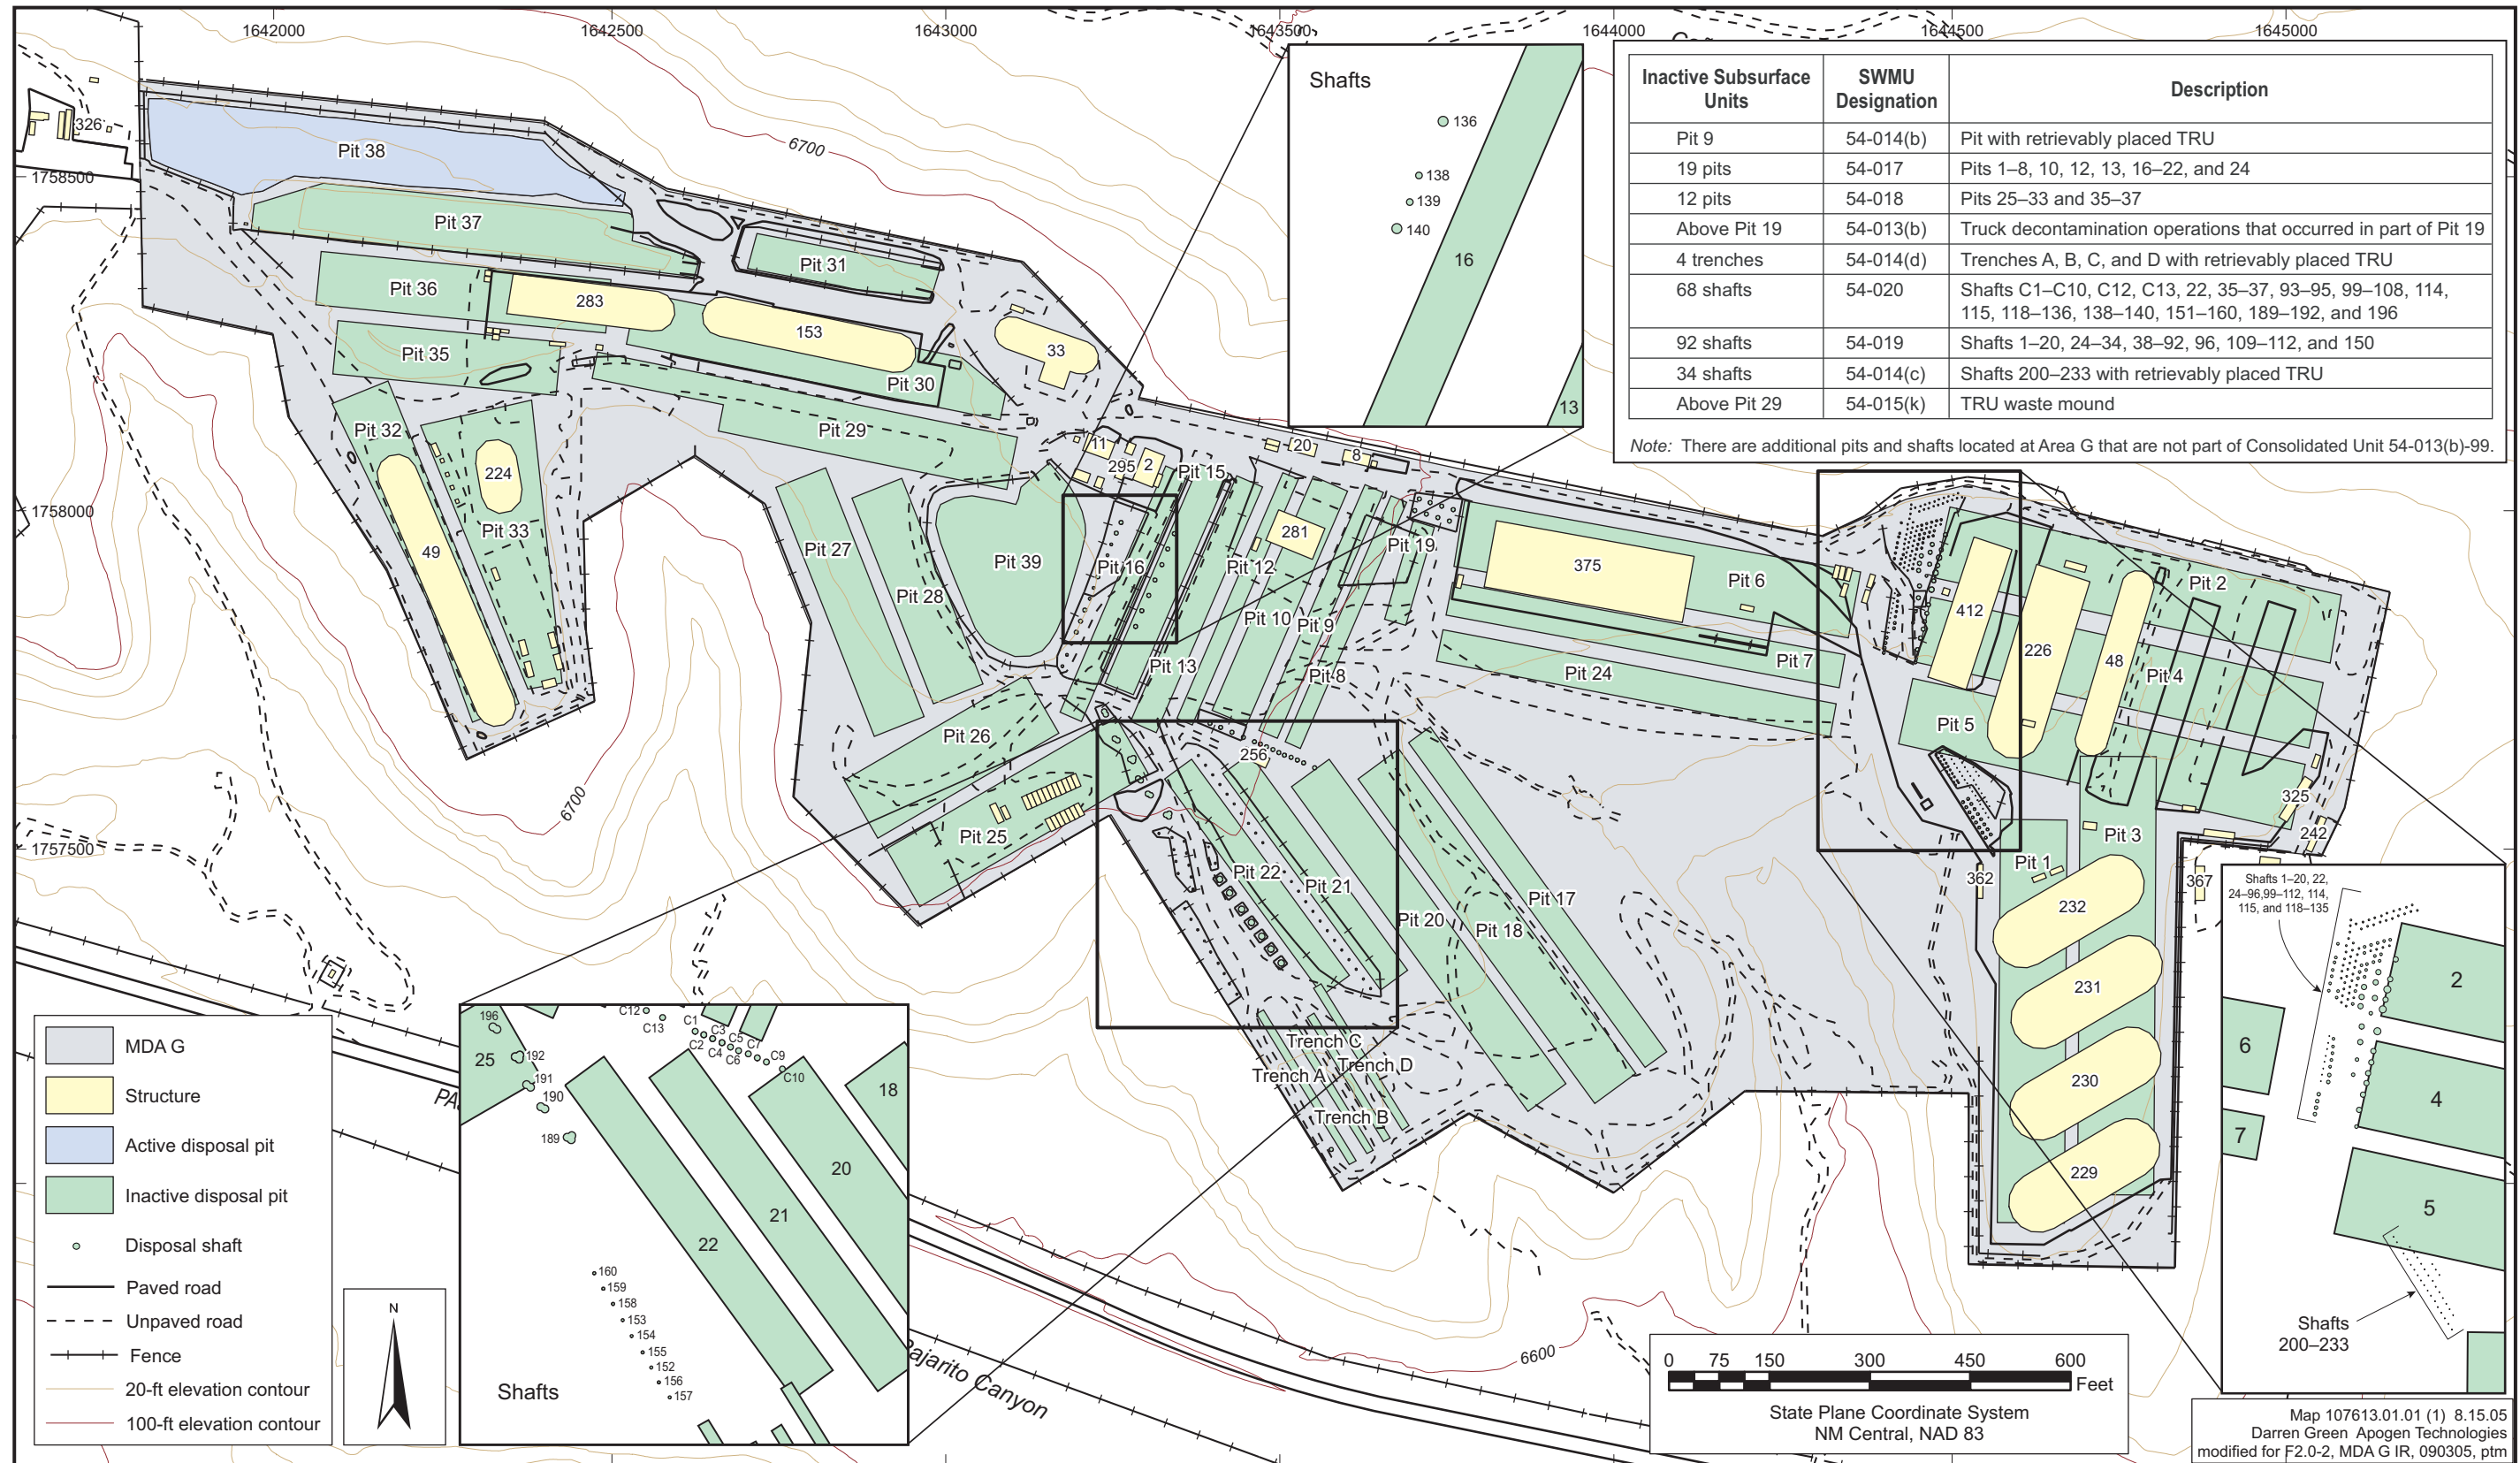 1642000
1642500
1643000
1643500
1644000
1644500
1645000
1758500
1758000
1757500
326
Pit 38
Pit 37
Pit 36
Pit 35
Pit 31
283
153
33
Pit 30
Pit 29
Pit 32
224
Pit 33
49
6700
6700
6600
11
295
2
20
8
Pit 15
Pit 27
Pit 28
Pit 39
Pit 16
Pit 12
281
Pit 19
Pit 10
Pit 9
Pit 13
Pit 8
375
Pit 6
Pit 7
Pit 24
412
226
48
Pit 2
Pit 4
Pit 5
325
242
Pit 26
Pit 25
256
Pit 22
Pit 21
Pit 20
Pit 18
Pit 17
Trench C
Trench D
Trench A
Trench B
Pit 1
Pit 3
362
367
232
231
230
229
PA
Pajarito Canyon
Shafts
136
138
139
140
16
13
Inactive Subsurface Units SWMU Designation Description
Pit 9 54-014(b) Pit with retrievably placed TRU
19 pits 54-017 Pits 1–8, 10, 12, 13, 16–22, and 24
12 pits 54-018 Pits 25–33 and 35–37
Above Pit 19 54-013(b) Truck decontamination operations that occurred in part of Pit 19
4 trenches 54-014(d) Trenches A, B, C, and D with retrievably placed TRU
68 shafts 54-020 Shafts C1–C10, C12, C13, 22, 35–37, 93–95, 99–108, 114,
115, 118–136, 138–140, 151–160, 189–192, and 196
92 shafts 54-019 Shafts 1–20, 24–34, 38–92, 96, 109–112, and 150
34 shafts 54-014(c) Shafts 200–233 with retrievably placed TRU
Above Pit 29 54-015(k) TRU waste mound
Note: There are additional pits and shafts located at Area G that are not part of Consolidated Unit 54-013(b)-99.
MDA G
Structure
Active disposal pit
Inactive disposal pit
Disposal shaft
Paved road
Unpaved road
Fence
20-ft elevation contour
100-ft elevation contour
N
196
25
192
191
190
189
C12
C13
C1
C2
C3
C4
C5
C6
C7
C9
C10
18
20
21
22
160
159
158
153
154
155
152
156
157
Shafts
Shafts 1–20, 22,
24–96,99–112, 114,
115, and 118–135
2
6
4
7
5
Shafts
200–233
0 75 150 300 450 600
Feet
State Plane Coordinate System
NM Central, NAD 83
Map 107613.01.01 (1) 8.15.05
Darren Green Apogen Technologies
modified for F2.0-2, MDA G IR, 090305, ptm